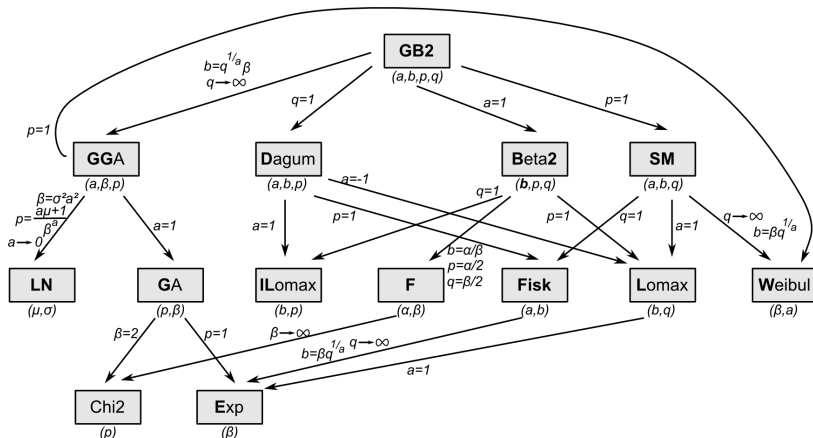 GB2
(a,b,p,q)
b=q^1/a β
q→∞
q=1
a=1
p=1
p=1
GGA
(a,β,p)
Dagum
(a,b,p)
Beta2
(b,p,q)
SM
(a,b,q)
β=σ²a²
p=aμ+1
β^a
a→0
a=1
a=1
a=-1
p=1
q=1
b=α/β
p=α/2
q=β/2
p=1
q=1
a=1
q→∞
b=βq^1/a
LN
(μ,σ)
GA
(p,β)
ILomax
(b,p)
F
(α,β)
Fisk
(a,b)
Lomax
(b,q)
Weibul
(β,a)
β=2
p=1
β→∞
b=βq^1/a q→∞
a=1
Chi2
(p)
Exp
(β)